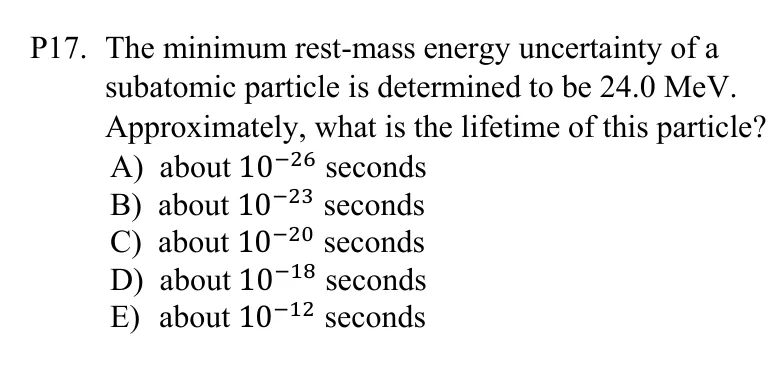 P17. The minimum rest-mass energy uncertainty of a
subatomic particle is determined to be 24.0 MeV.
Approximately, what is the lifetime of this particle?
A) about 10⁻²⁶ seconds
B) about 10⁻²³ seconds
C) about 10⁻²⁰ seconds
D) about 10⁻¹⁸ seconds
E) about 10⁻¹² seconds